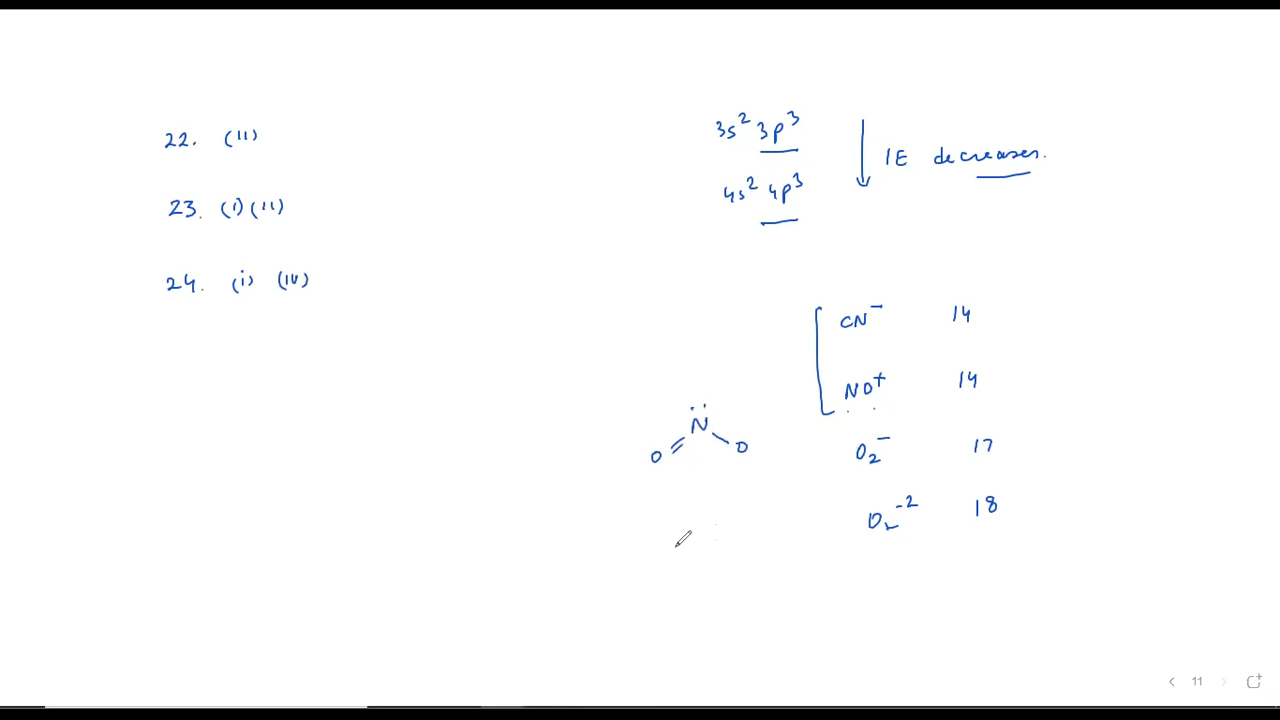 22. (II)
23. (I) (II)
24. (i) (IV)
3s² 3p³
4s² 4p³
IE decreases.
CN⁻ 14
NO⁺ 14
O₂⁻ 17
O₂⁻² 18
N
O O
11